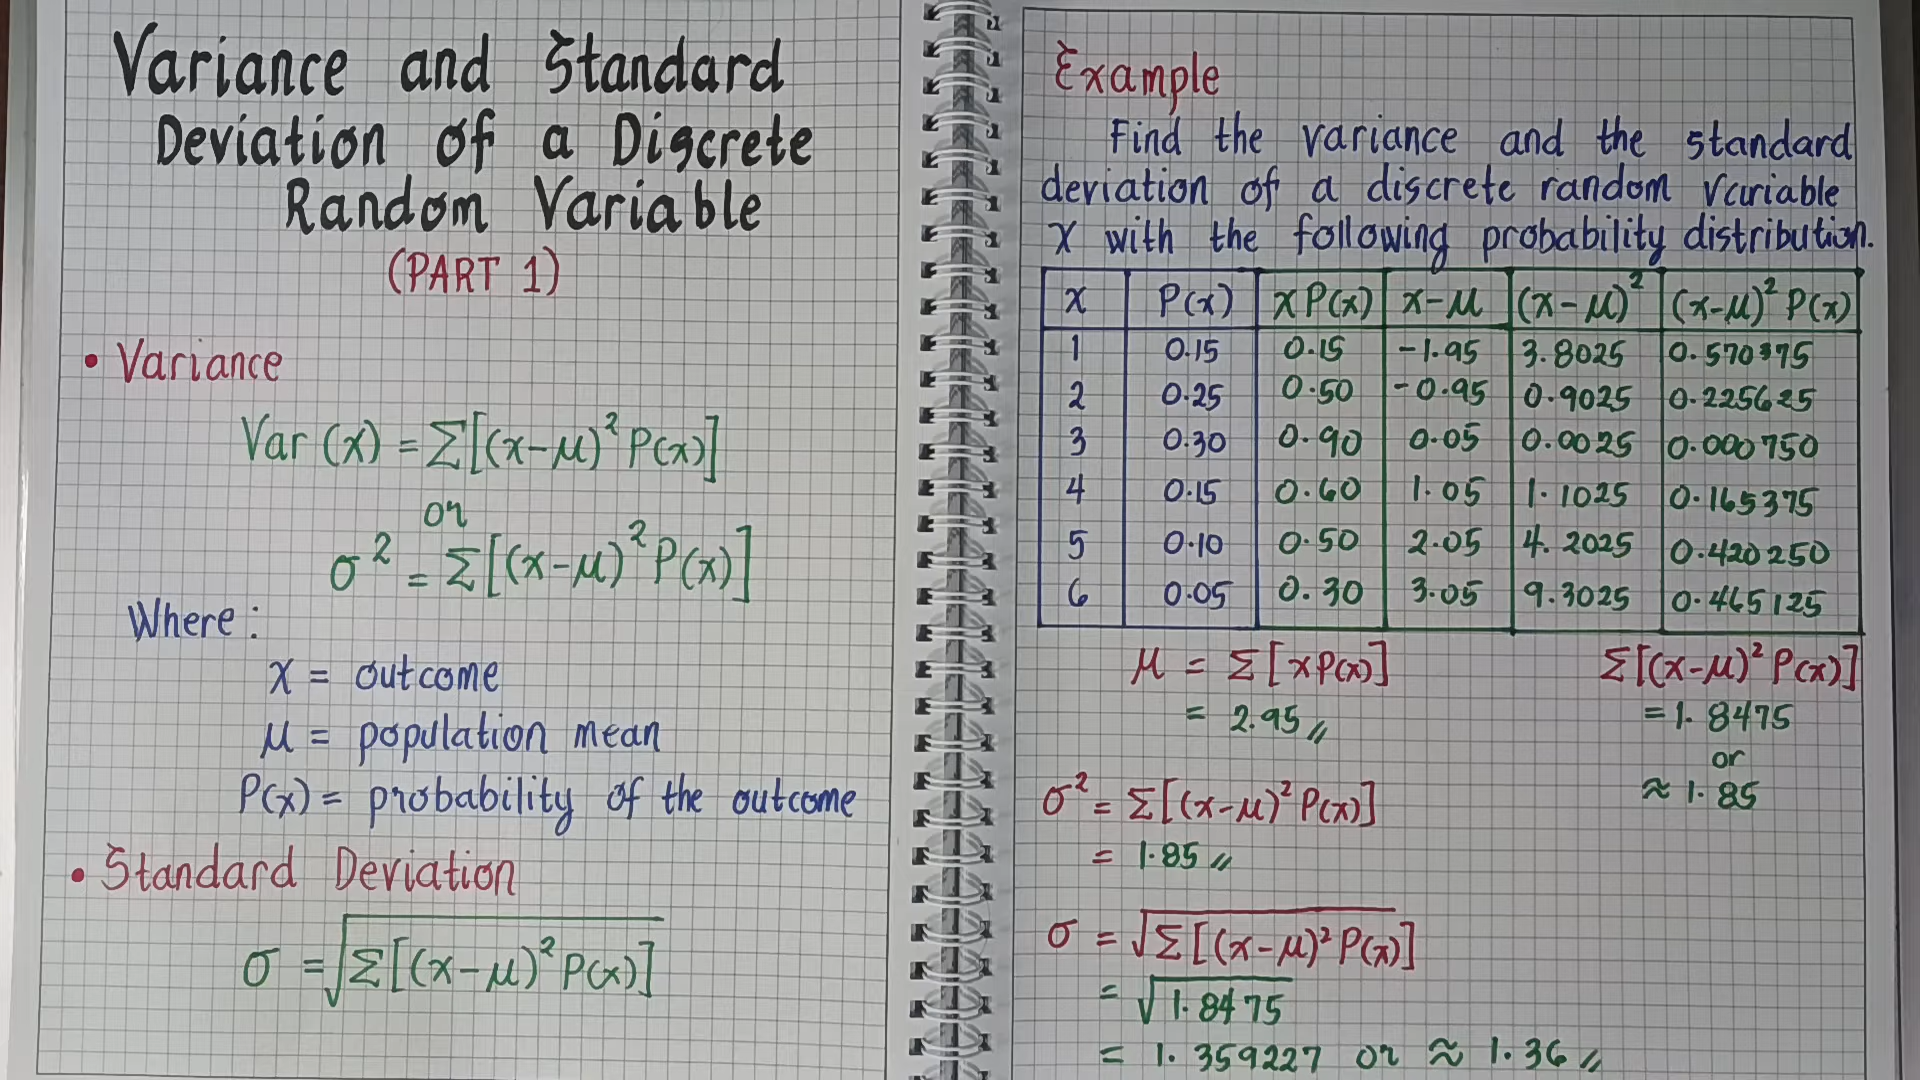 Variance and Standard
Deviation of a Discrete
Random Variable
(PART 1)
• Variance
Var (x) = Σ[(x-μ)² P(x)]
or
σ² = Σ[(x-μ)² P(x)]
Where:
x = outcome
μ = population mean
P(x) = probability of the outcome
• Standard Deviation
σ = √Σ[(x-μ)² P(x)]
Example
Find the variance and the standard
deviation of a discrete random variable
X with the following probability distribution.
x P(x) x P(x) x-μ (x-μ)² (x-μ)² P(x)
1 0.15 0.15 -1.95 3.8025 0.570375
2 0.25 0.50 -0.95 0.9025 0.225625
3 0.30 0.90 0.05 0.0025 0.000750
4 0.15 0.60 1.05 1.1025 0.165375
5 0.10 0.50 2.05 4.2025 0.420250
6 0.05 0.30 3.05 9.3025 0.465125
μ = Σ[xP(x)]
= 2.95 //
Σ[(x-μ)² P(x)]
= 1.8475
or
≈ 1.85
σ² = Σ[(x-μ)² P(x)]
= 1.85 //
σ = √Σ[(x-μ)² P(x)]
= √1.8475
= 1.359227 or ≈ 1.36 //